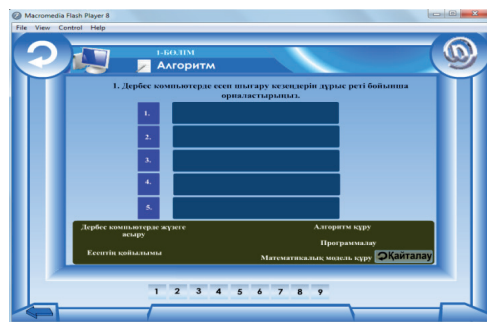 Macromedia Flash Player 8
File View Control Help
1-БӨЛІМ
Алгоритм
1. Дербес компьютерде есеп шығару кезеңдерін дұрыс реті бойынша
орналастырыңыз.
1.
2.
3.
4.
5.
Дербес компьютерде жүзеге
асыру
Алгоритм құру
Программалау
Есептің қойылымы
Математикалық модель құру
Қайталау
1 2 3 4 5 6 7 8 9